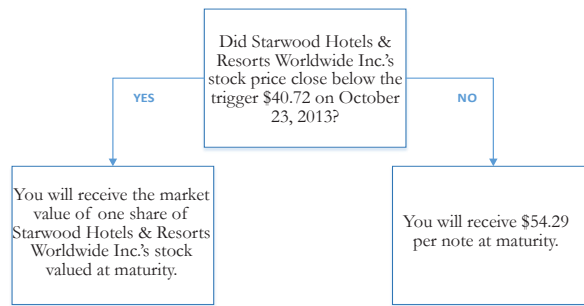 Did Starwood Hotels &
Resorts Worldwide Inc.'s
stock price close below the
trigger $40.72 on October
23, 2013?
YES
NO
You will receive the market
value of one share of
Starwood Hotels & Resorts
Worldwide Inc.'s stock
valued at maturity.
You will receive $54.29
per note at maturity.